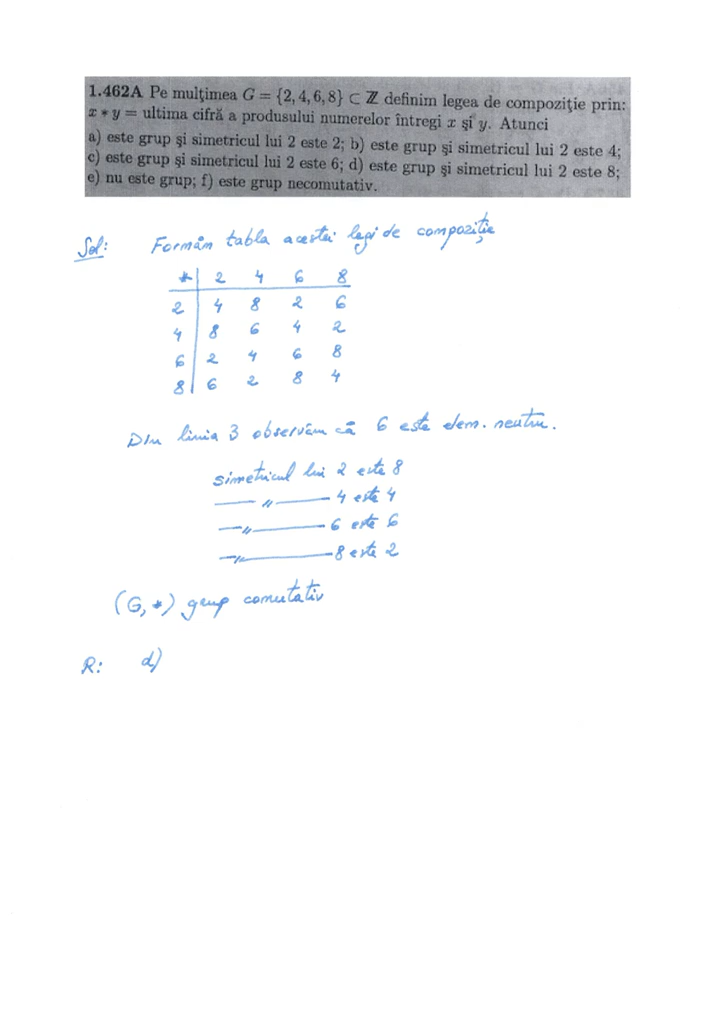 1.462A Pe mulţimea G = {2, 4, 6, 8} ⊂ ℤ definim legea de compoziţie prin:
x * y = ultima cifră a produsului numerelor întregi x şi y. Atunci
a) este grup şi simetricul lui 2 este 2; b) este grup şi simetricul lui 2 este 4;
c) este grup şi simetricul lui 2 este 6; d) este grup şi simetricul lui 2 este 8;
e) nu este grup; f) este grup necomutativ.
Sol: Formăm tabla acestei legi de compoziţie
* | 2 4 6 8
2 | 4 8 2 6
4 | 8 6 4 2
6 | 2 4 6 8
8 | 6 2 8 4
Din linia 3 observăm că 6 este elem. neutru.
simetricul lui 2 este 8
—〃 — 4 este 4
— 〃 — 6 este 6
— 〃 — 8 este 2
(G, *) grup comutativ
R: d)